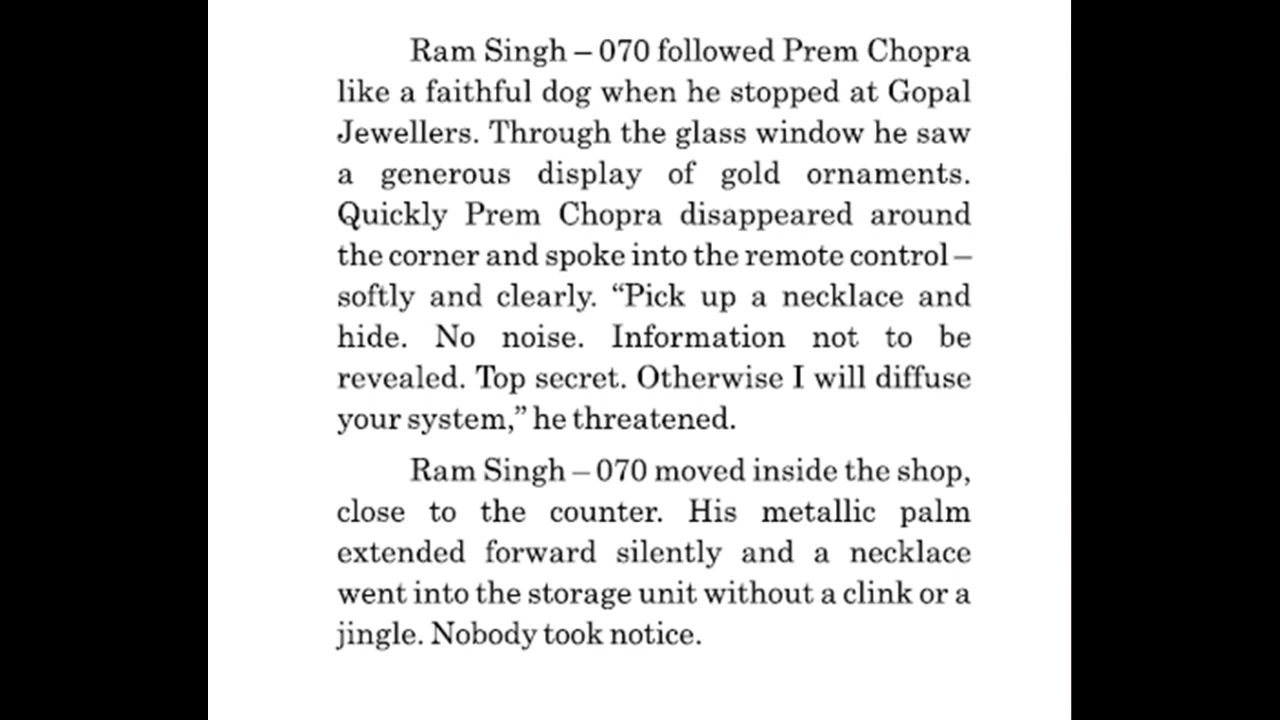 Ram Singh – 070 followed Prem Chopra
like a faithful dog when he stopped at Gopal
Jewellers. Through the glass window he saw
a generous display of gold ornaments.
Quickly Prem Chopra disappeared around
the corner and spoke into the remote control –
softly and clearly. “Pick up a necklace and
hide. No noise. Information not to be
revealed. Top secret. Otherwise I will diffuse
your system,” he threatened.
Ram Singh – 070 moved inside the shop,
close to the counter. His metallic palm
extended forward silently and a necklace
went into the storage unit without a clink or a
jingle. Nobody took notice.